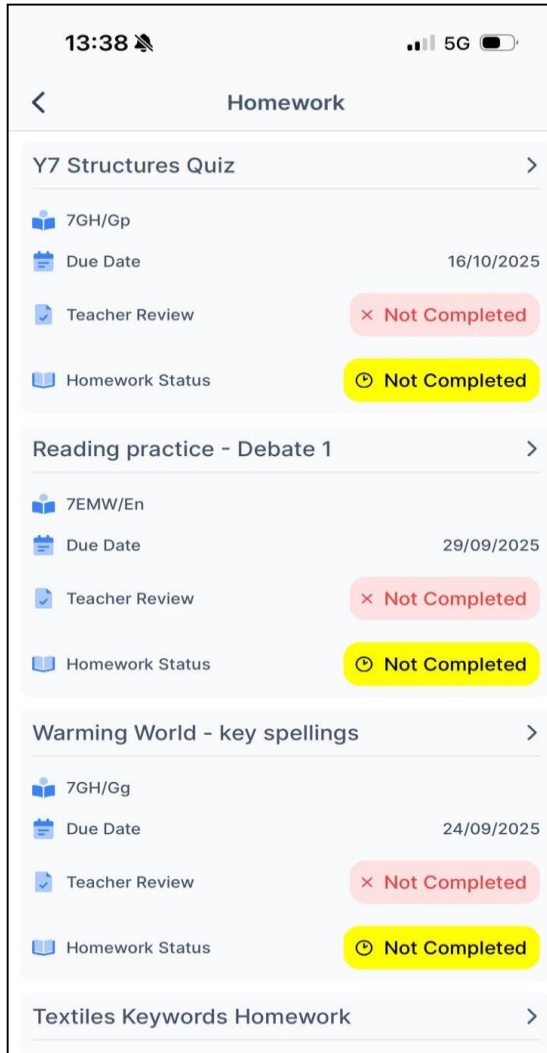 13:38 5G
Homework
Y7 Structures Quiz
7GH/Gp
Due Date 16/10/2025
Teacher Review × Not Completed
Homework Status Not Completed
Reading practice - Debate 1
7EMW/En
Due Date 29/09/2025
Teacher Review × Not Completed
Homework Status Not Completed
Warming World - key spellings
7GH/Gg
Due Date 24/09/2025
Teacher Review × Not Completed
Homework Status Not Completed
Textiles Keywords Homework